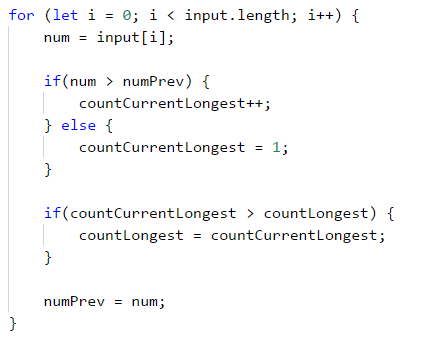 for (let i = 0; i < input.length; i++) {
    num = input[i];

    if(num > numPrev) {
        countCurrentLongest++;
    } else {
        countCurrentLongest = 1;
    }

    if(countCurrentLongest > countLongest) {
        countLongest = countCurrentLongest;
    }

    numPrev = num;
}